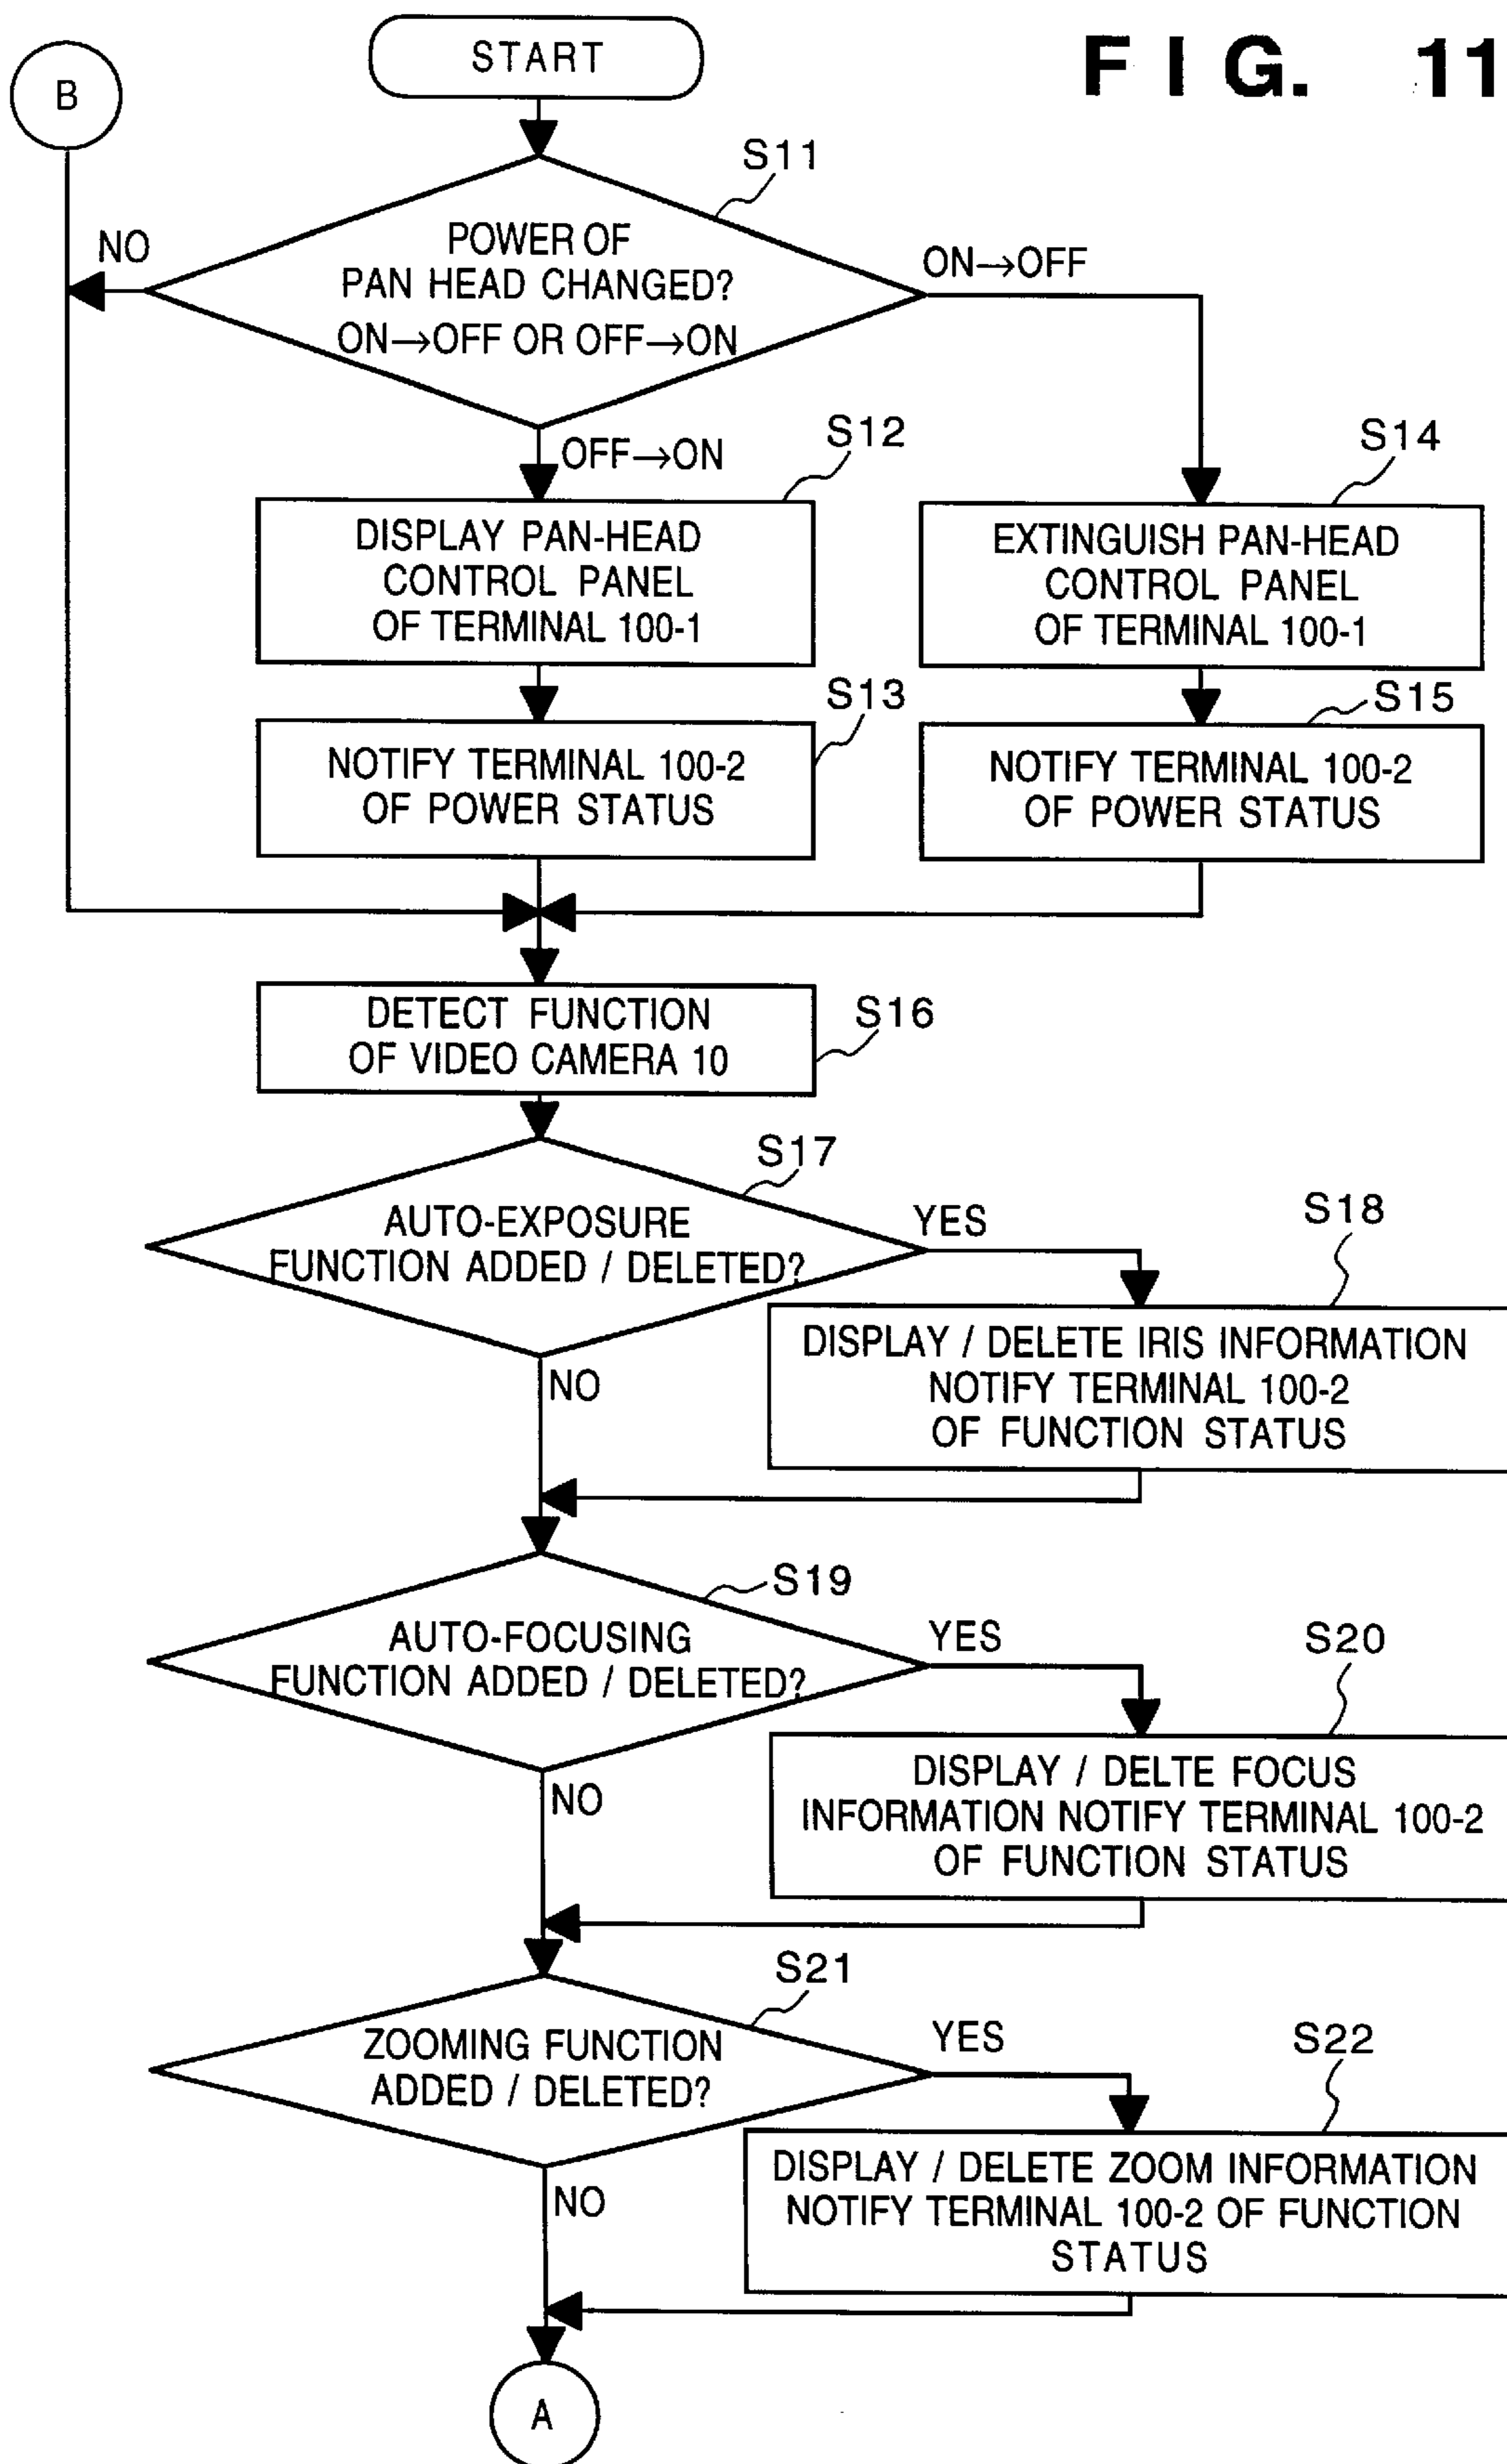 FIG. 11
START
B
S11
POWER OF
PAN HEAD CHANGED?
ON→OFF OR OFF→ON
NO
ON→OFF
OFF→ON
S12
DISPLAY PAN-HEAD
CONTROL PANEL
OF TERMINAL 100-1
S14
EXTINGUISH PAN-HEAD
CONTROL PANEL
OF TERMINAL 100-1
S13
NOTIFY TERMINAL 100-2
OF POWER STATUS
S15
NOTIFY TERMINAL 100-2
OF POWER STATUS
DETECT FUNCTION
OF VIDEO CAMERA 10
S16
S17
AUTO-EXPOSURE
FUNCTION ADDED / DELETED?
YES
NO
S18
DISPLAY / DELETE IRIS INFORMATION
NOTIFY TERMINAL 100-2
OF FUNCTION STATUS
S19
AUTO-FOCUSING
FUNCTION ADDED / DELETED?
YES
NO
S20
DISPLAY / DELTE FOCUS
INFORMATION NOTIFY TERMINAL 100-2
OF FUNCTION STATUS
S21
ZOOMING FUNCTION
ADDED / DELETED?
YES
NO
S22
DISPLAY / DELETE ZOOM INFORMATION
NOTIFY TERMINAL 100-2 OF FUNCTION
STATUS
A